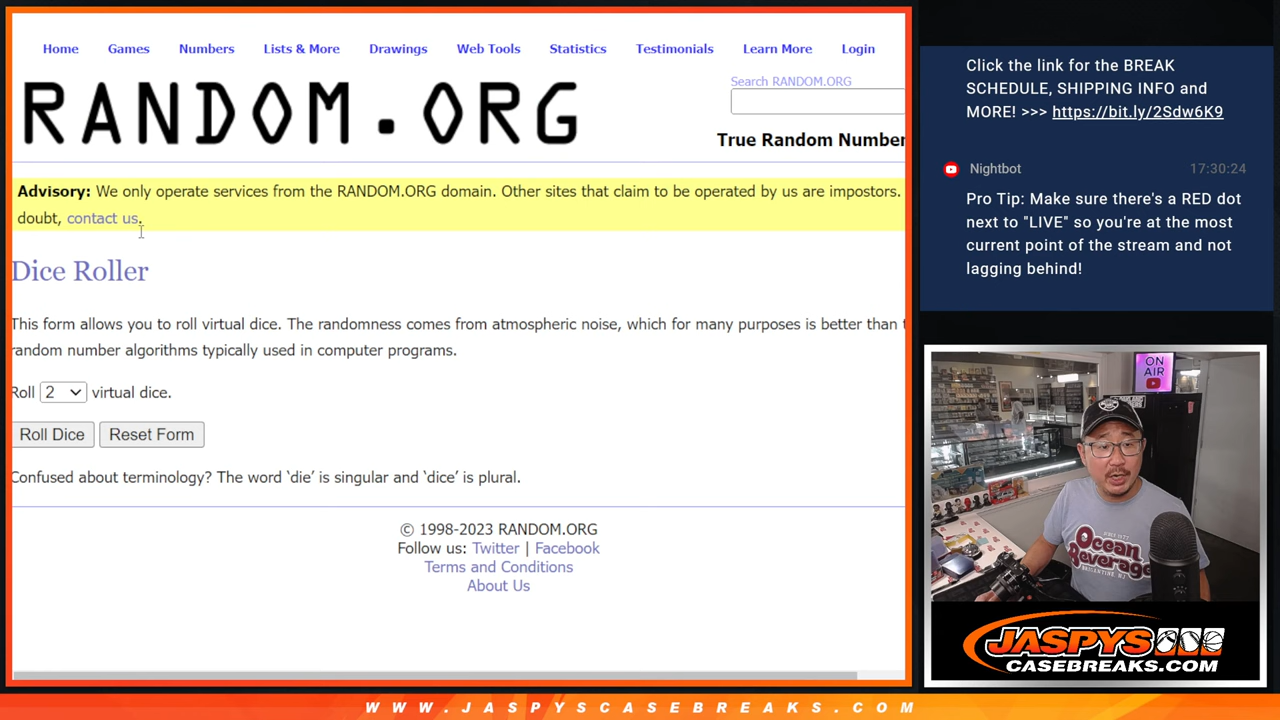 Home Games Numbers Lists & More Drawings Web Tools Statistics Testimonials Learn More Login
RANDOM.ORG
Search RANDOM.ORG
True Random Number
Advisory: We only operate services from the RANDOM.ORG domain. Other sites that claim to be operated by us are impostors.
doubt, contact us.
Dice Roller
This form allows you to roll virtual dice. The randomness comes from atmospheric noise, which for many purposes is better than
random number algorithms typically used in computer programs.
Roll 2 virtual dice.
Roll Dice Reset Form
Confused about terminology? The word ‘die’ is singular and ‘dice’ is plural.
© 1998-2023 RANDOM.ORG
Follow us: Twitter | Facebook
Terms and Conditions
About Us
Click the link for the BREAK
SCHEDULE, SHIPPING INFO and
MORE! >>> https://bit.ly/2Sdw6K9
Nightbot 17:30:24
Pro Tip: Make sure there's a RED dot
next to "LIVE" so you're at the most
current point of the stream and not
lagging behind!
ON
AIR
Ocean
Beverage
JASPYS
CASEBREAKS.COM
WWW.JASPYSCASEBREAKS.COM